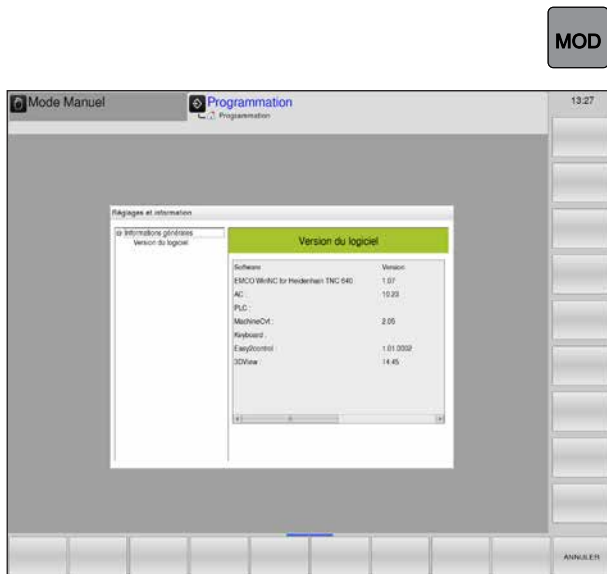 MOD
Mode Manuel
Programmation
13:27
Programmation
Réglages et information
Informations générales
Version du logiciel
Version du logiciel
Software Version
EMCO WinNC for Heidenhain TNC 640 1.07
AC : 10.23
PLC :
MachineCvt : 2.05
Keyboard :
Easy2control : 1.01.0002
3DView : 14.45
ANNULER